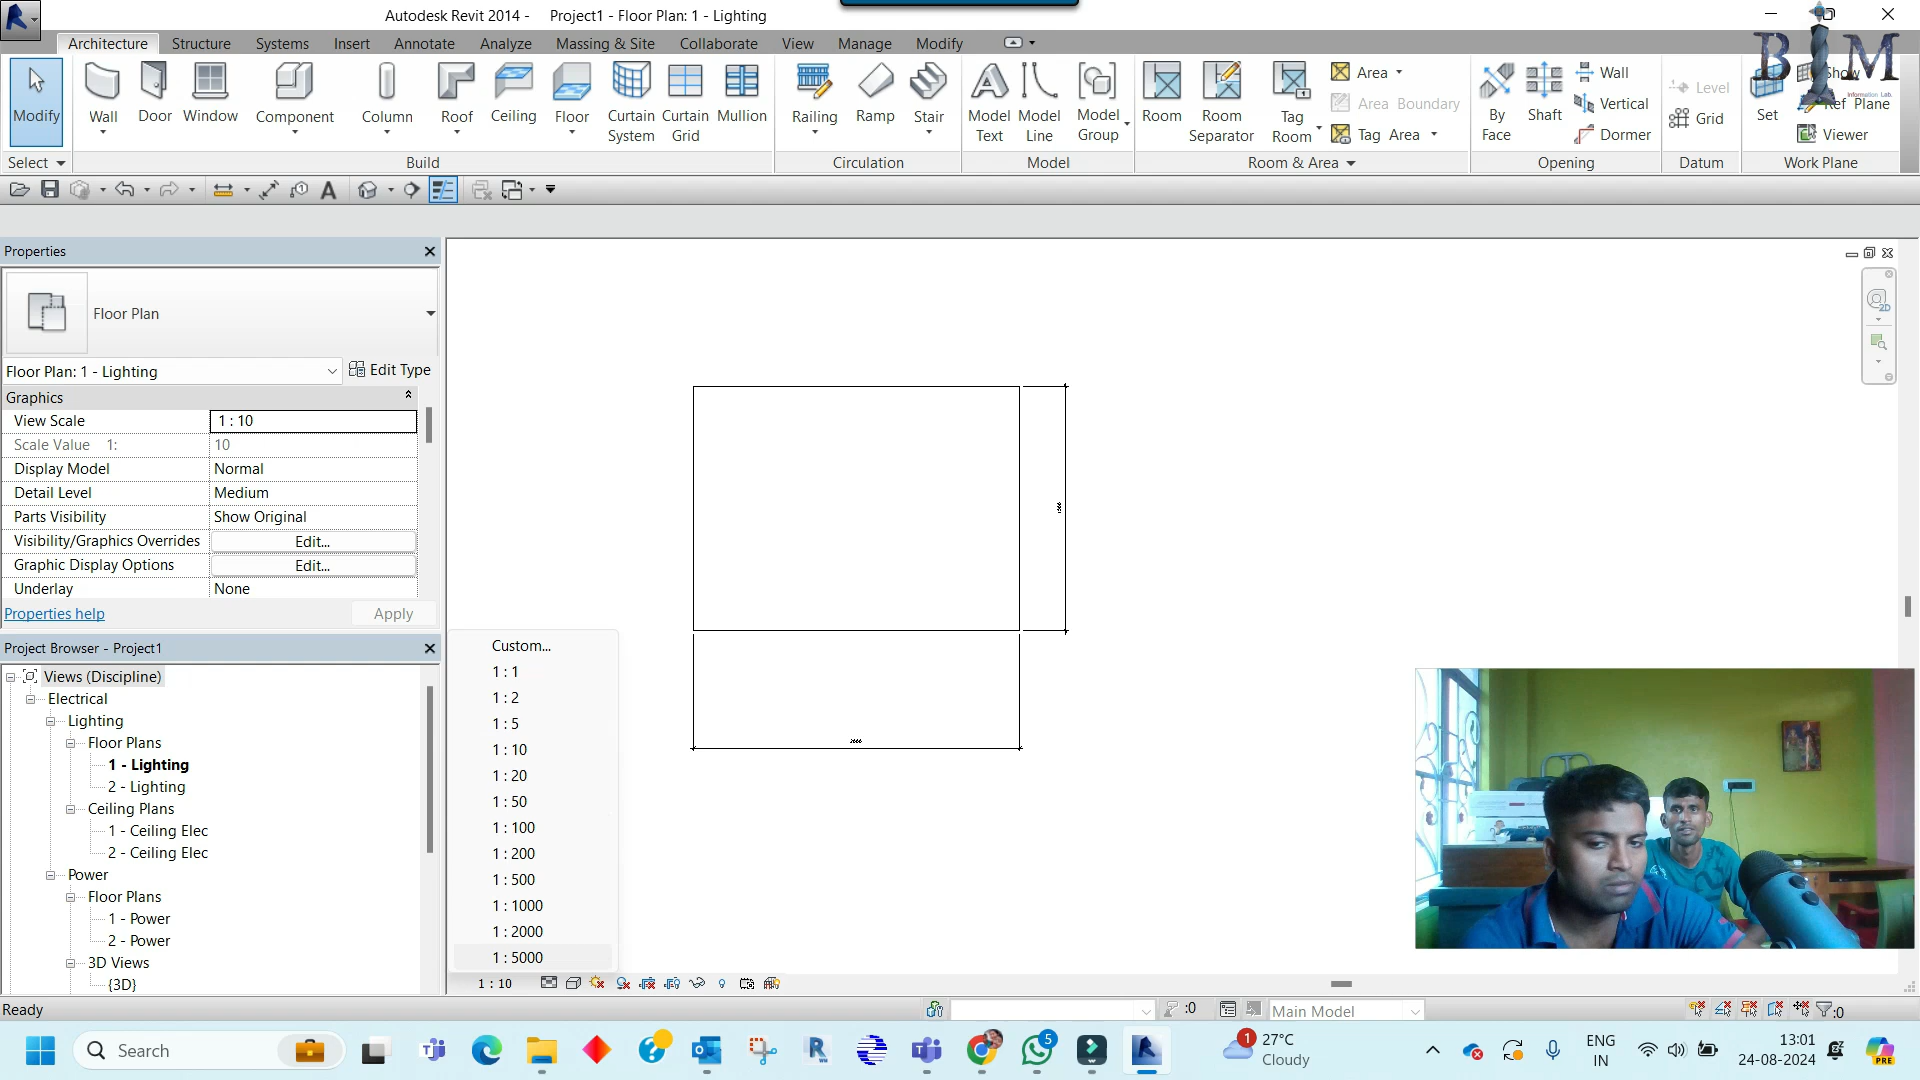 Autodesk Revit 2014 - Project1 - Floor Plan: 1 - Lighting
Architecture Structure Systems Insert Annotate Analyze Massing & Site Collaborate View Manage Modify
BIM
Information Lab.
Modify Wall Door Window Component Column Roof Ceiling Floor Curtain System Curtain Grid Mullion Railing Ramp Stair Model Text Model Line Model Group Room Room Separator Tag Room
Area
Area Boundary
Tag Area
By Face Shaft
Wall
Vertical
Dormer
Level
Grid
Set
Show
Ref Plane
Viewer
Select Build Circulation Model Room & Area Opening Datum Work Plane
Properties
Floor Plan
Floor Plan: 1 - Lighting Edit Type
Graphics
View Scale 1 : 10
Scale Value 1: 10
Display Model Normal
Detail Level Medium
Parts Visibility Show Original
Visibility/Graphics Overrides Edit...
Graphic Display Options Edit...
Underlay None
Properties help Apply
Project Browser - Project1
Views (Discipline)
Electrical
Lighting
Floor Plans
1 - Lighting
2 - Lighting
Ceiling Plans
1 - Ceiling Elec
2 - Ceiling Elec
Power
Floor Plans
1 - Power
2 - Power
3D Views
{3D}
Custom...
1 : 1
1 : 2
1 : 5
1 : 10
1 : 20
1 : 50
1 : 100
1 : 200
1 : 500
1 : 1000
1 : 2000
1 : 5000
1 : 10
2D
Ready
:0
Main Model
:0
Search
5
1
27°C
Cloudy
ENG
IN
13:01
24-08-2024
PRE